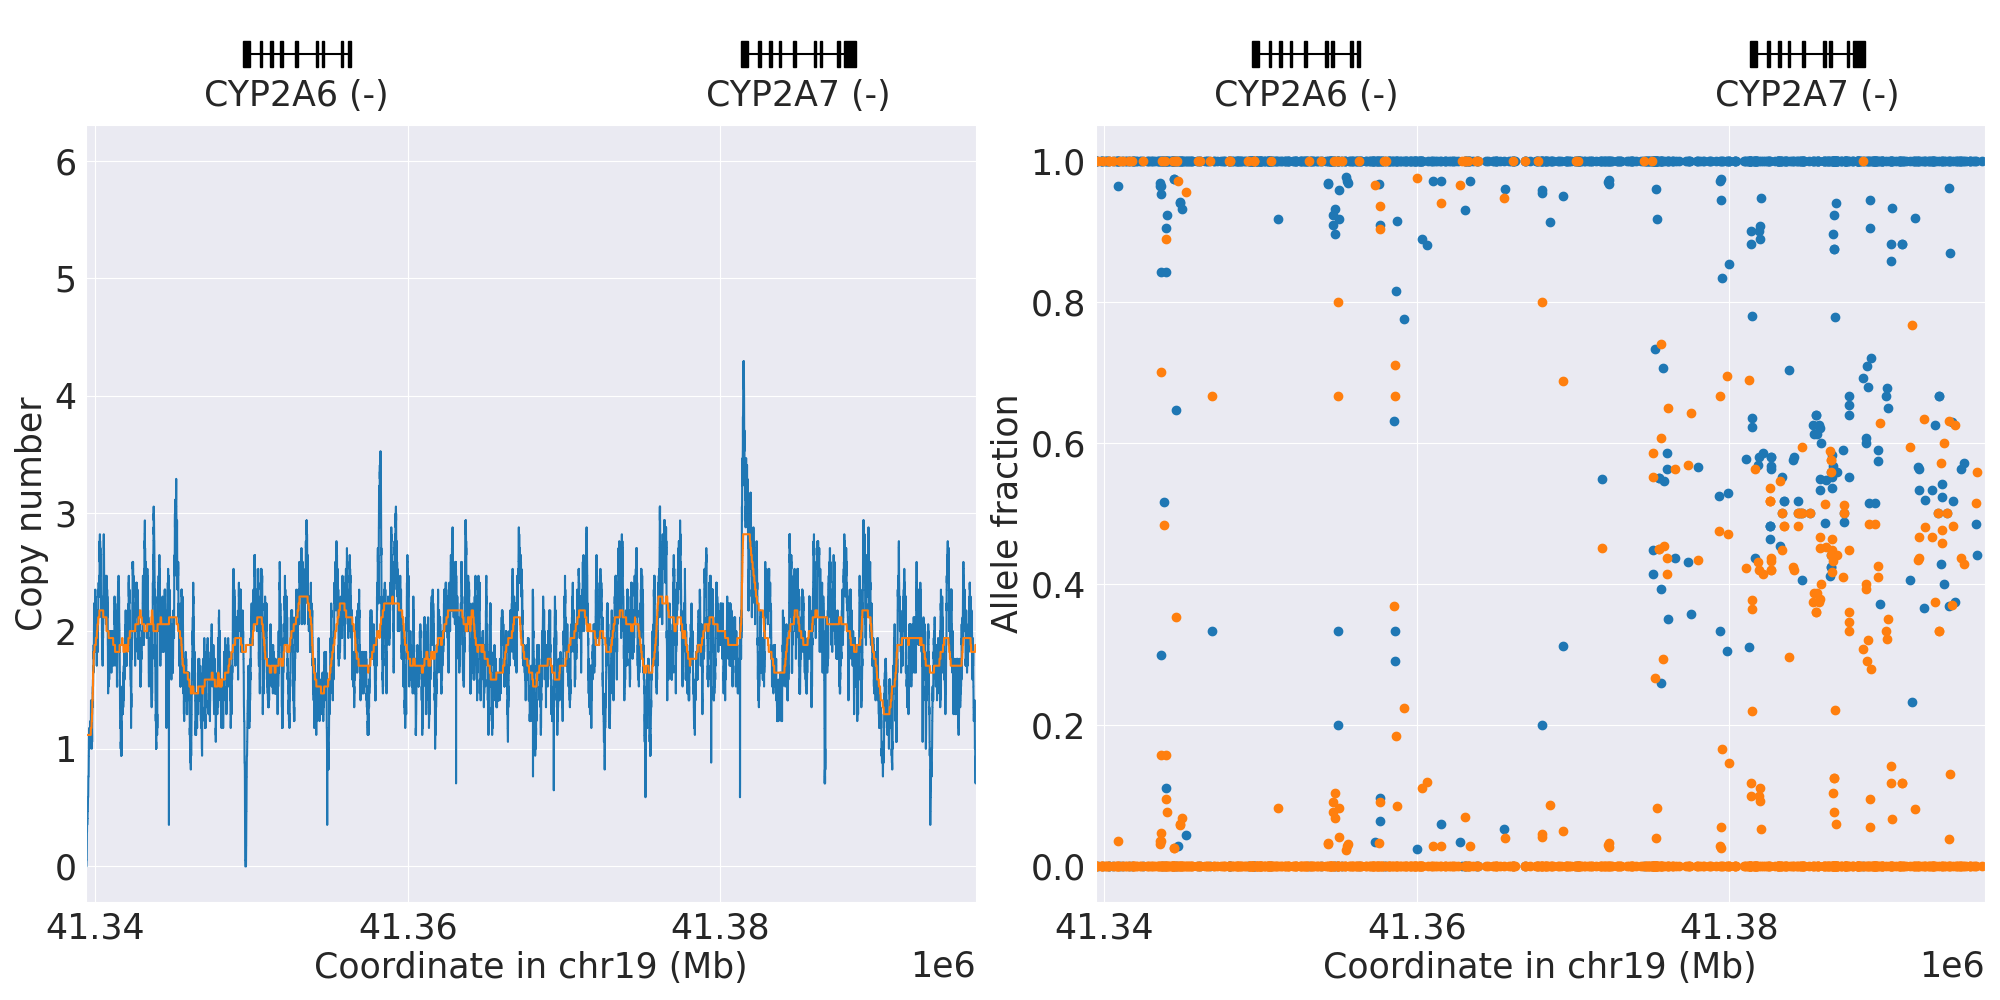 CYP2A6 (-)
CYP2A7 (-)
6
5
4
3
2
1
0
Copy number
41.34
41.36
41.38
Coordinate in chr19 (Mb)
1e6
CYP2A6 (-)
CYP2A7 (-)
1.0
0.8
0.6
0.4
0.2
0.0
Allele fraction
41.34
41.36
41.38
Coordinate in chr19 (Mb)
1e6